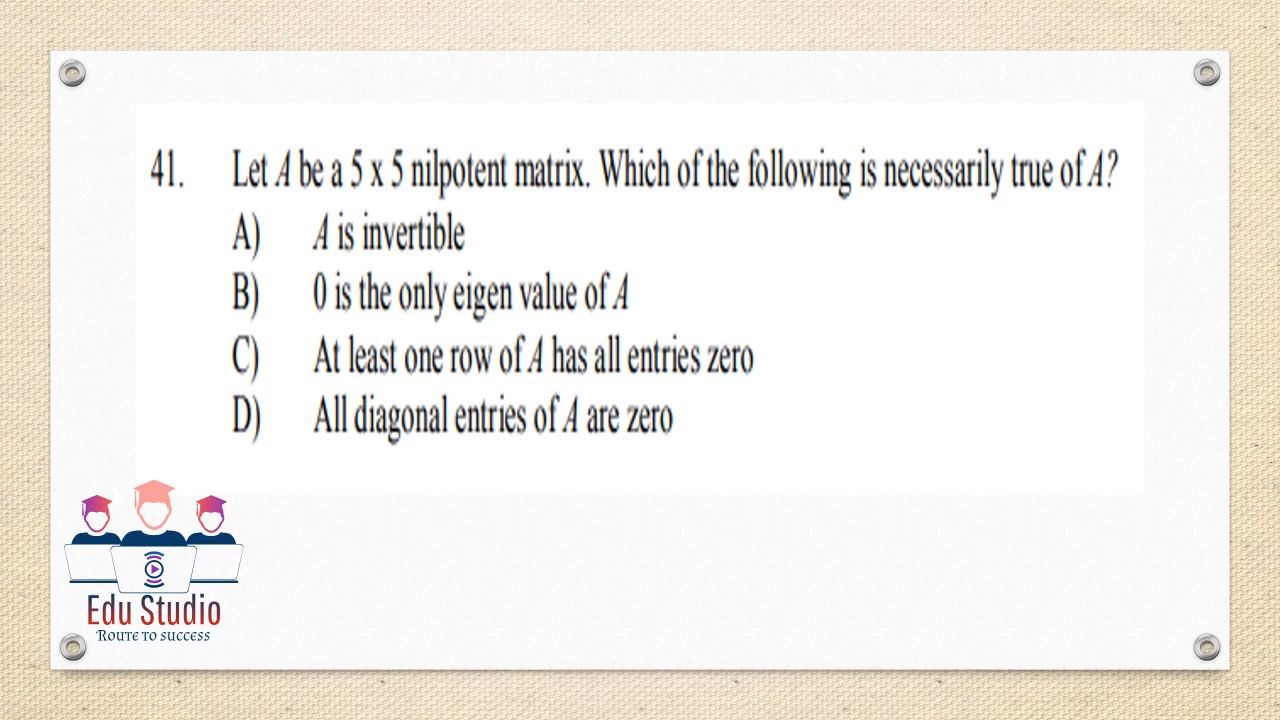 41. Let A be a 5 x 5 nilpotent matrix. Which of the following is necessarily true of A?
A) A is invertible
B) 0 is the only eigen value of A
C) At least one row of A has all entries zero
D) All diagonal entries of A are zero
Edu Studio
ROUTE TO SUCCESS